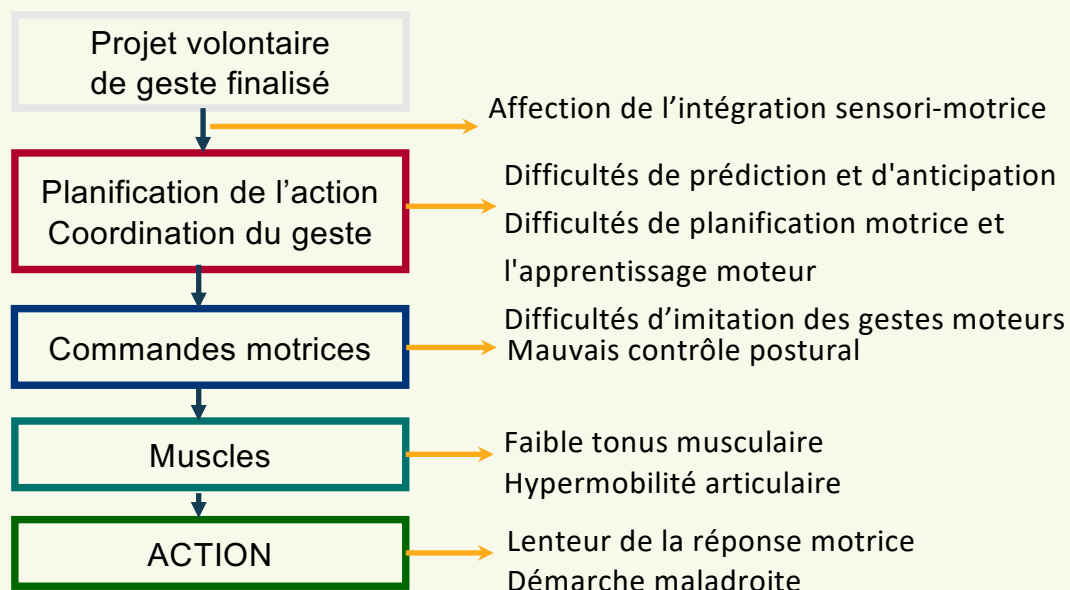 Projet volontaire
de geste finalisé
Affection de l’intégration sensori-motrice
Planification de l’action
Coordination du geste
Difficultés de prédiction et d'anticipation
Difficultés de planification motrice et
l'apprentissage moteur
Difficultés d’imitation des gestes moteurs
Commandes motrices
Mauvais contrôle postural
Muscles
Faible tonus musculaire
Hypermobilité articulaire
ACTION
Lenteur de la réponse motrice
Démarche maladroite